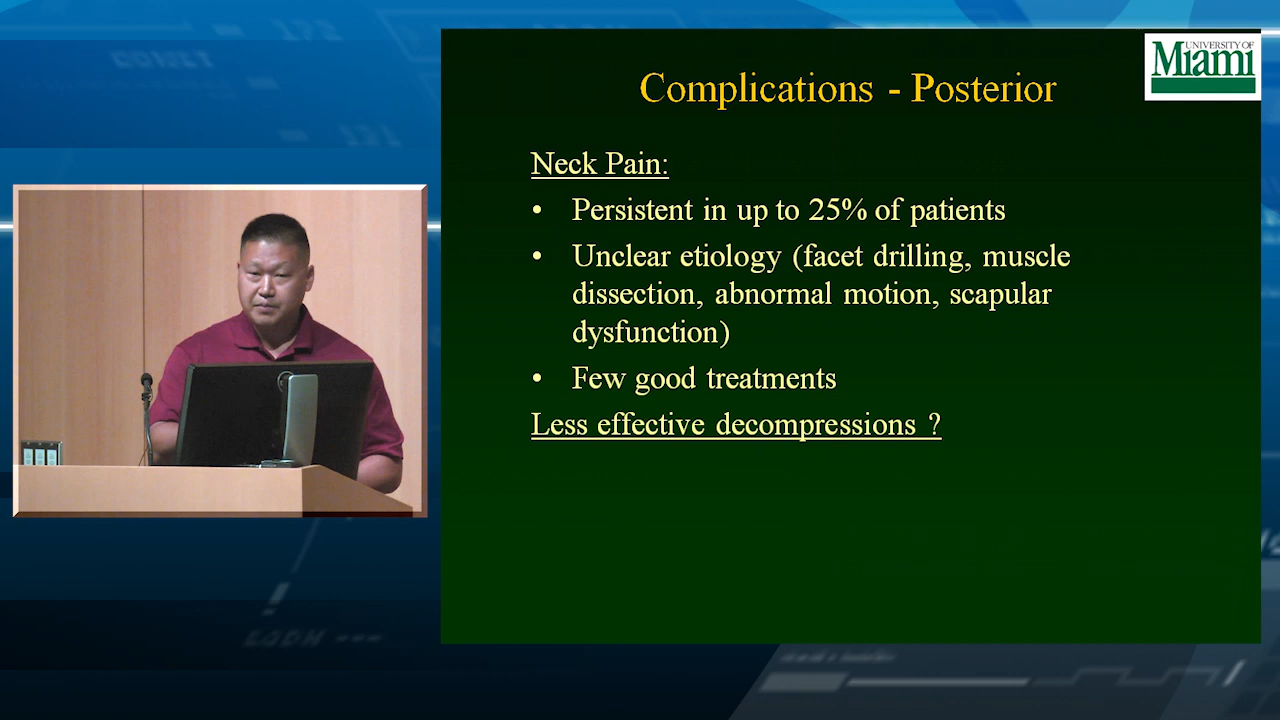 UNIVERSITY OF
Miami
Complications - Posterior
Neck Pain:
• Persistent in up to 25% of patients
• Unclear etiology (facet drilling, muscle
dissection, abnormal motion, scapular
dysfunction)
• Few good treatments
Less effective decompressions ?